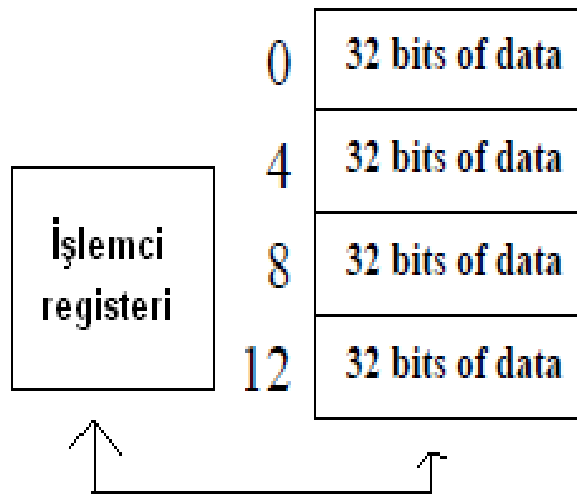 0 32 bits of data
4 32 bits of data
8 32 bits of data
12 32 bits of data
İşlemci
registeri